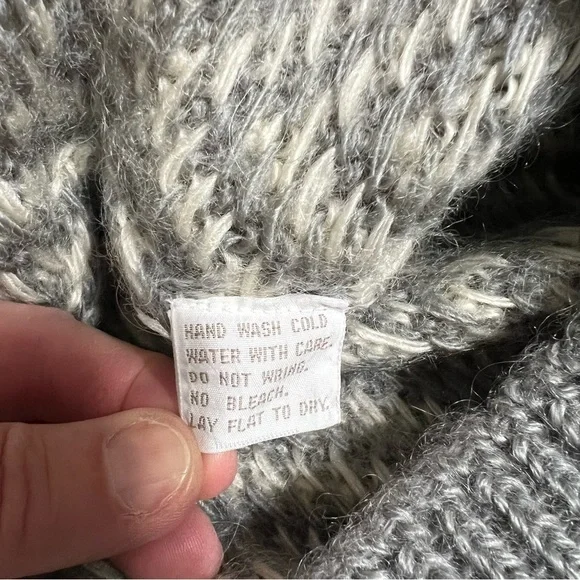 HAND WASH COLD
WATER WITH CARE.
DO NOT WRING.
NO BLEACH.
LAY FLAT TO DRY.